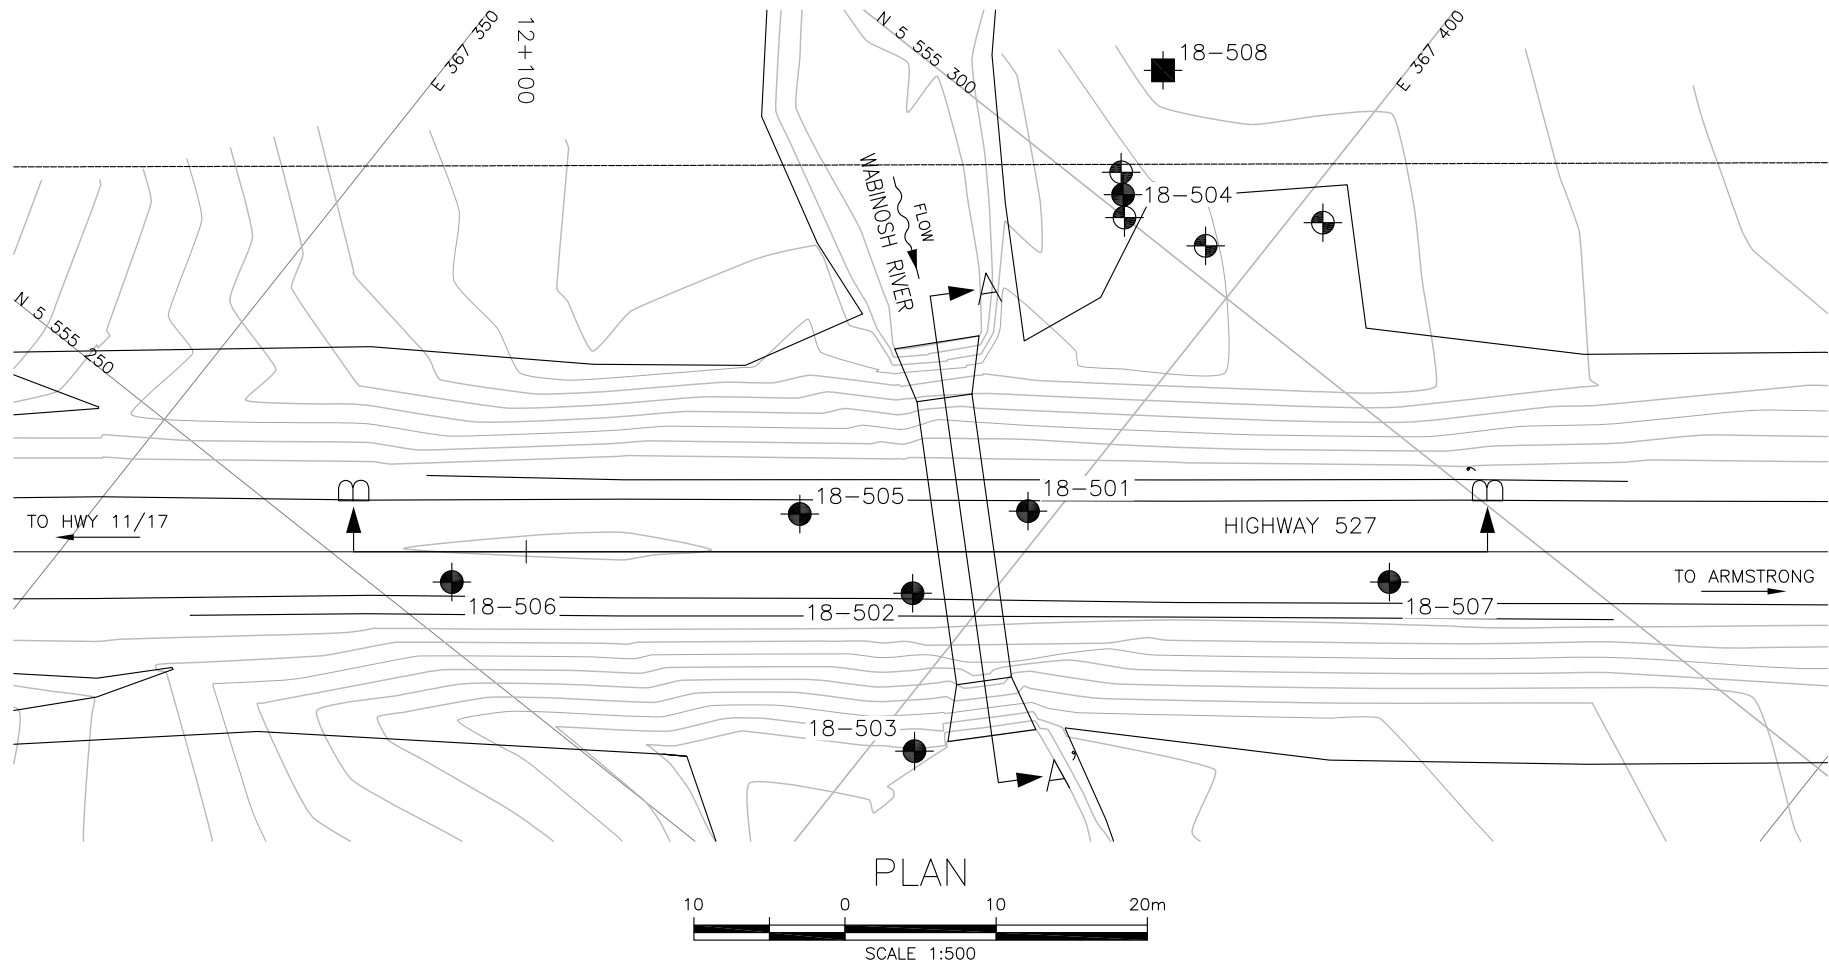 E 367 350
12+100
N 5 555 300
E 367 400
18-508
WABINOSH RIVER
FLOW
18-504
A
N 5 555 250
B
18-505
18-501
B'
TO HWY 11/17
HIGHWAY 527
TO ARMSTRONG
18-506
18-502
18-507
18-503
A'
PLAN
10 0 10 20m
SCALE 1:500